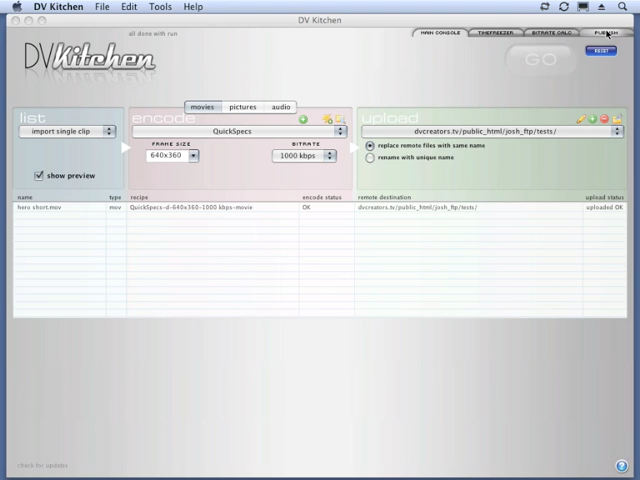 DV Kitchen File Edit Tools Help
DV Kitchen
all done with run
MAIN CONSOLE TIMEFREEZER BITRATE CALC PUBLISH
DVKitchen
GO
RESET
movies pictures audio
list encode upload
import single clip QuickSpecs dvcreators.tv/public_html/josh_ftp/tests/
FRAME SIZE BITRATE replace remote files with same name
640x360 1000 kbps rename with unique name
show preview
name type recipe encode status remote destination upload status
hero short.mov mov QuickSpecs-d-640x360-1000 kbps-movie OK dvcreators.tv/public_html/josh_ftp/tests/ uploaded OK
check for updates
?